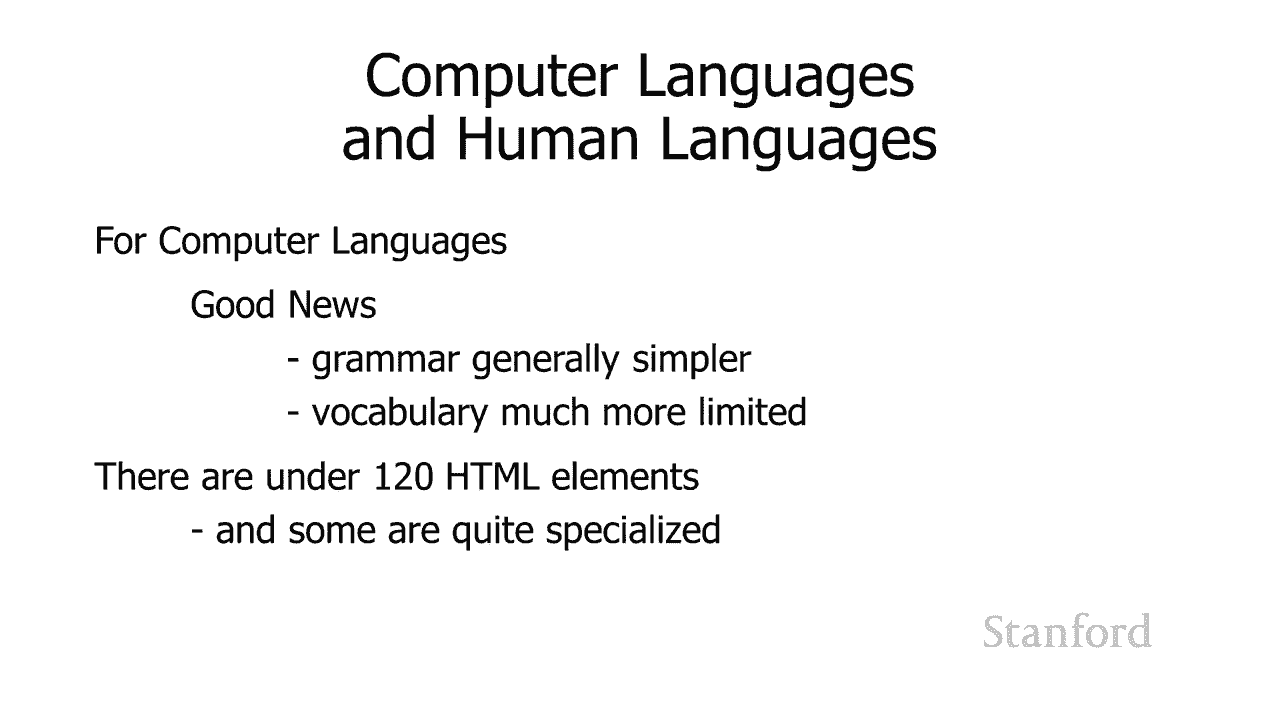 Computer Languages
and Human Languages
For Computer Languages
Good News
- grammar generally simpler
- vocabulary much more limited
There are under 120 HTML elements
- and some are quite specialized
Stanford